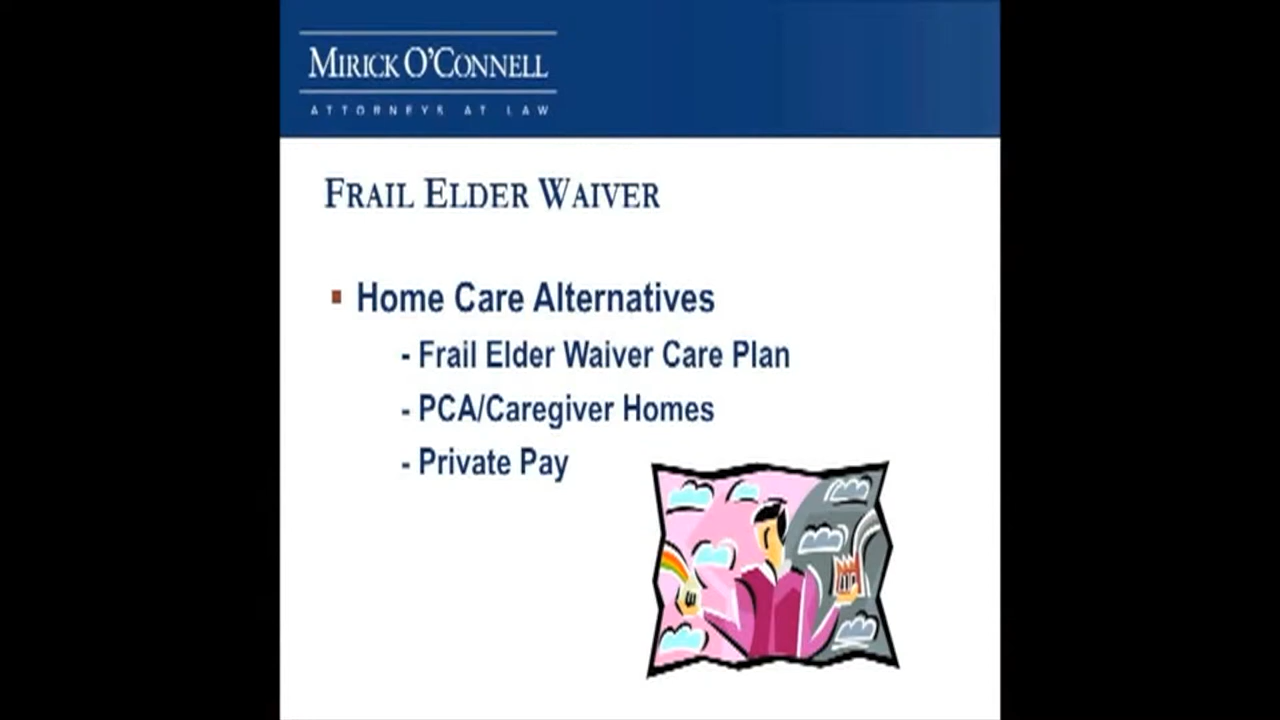 MIRICK O'CONNELL
ATTORNEYS AT LAW
FRAIL ELDER WAIVER
▪ Home Care Alternatives
- Frail Elder Waiver Care Plan
- PCA/Caregiver Homes
- Private Pay